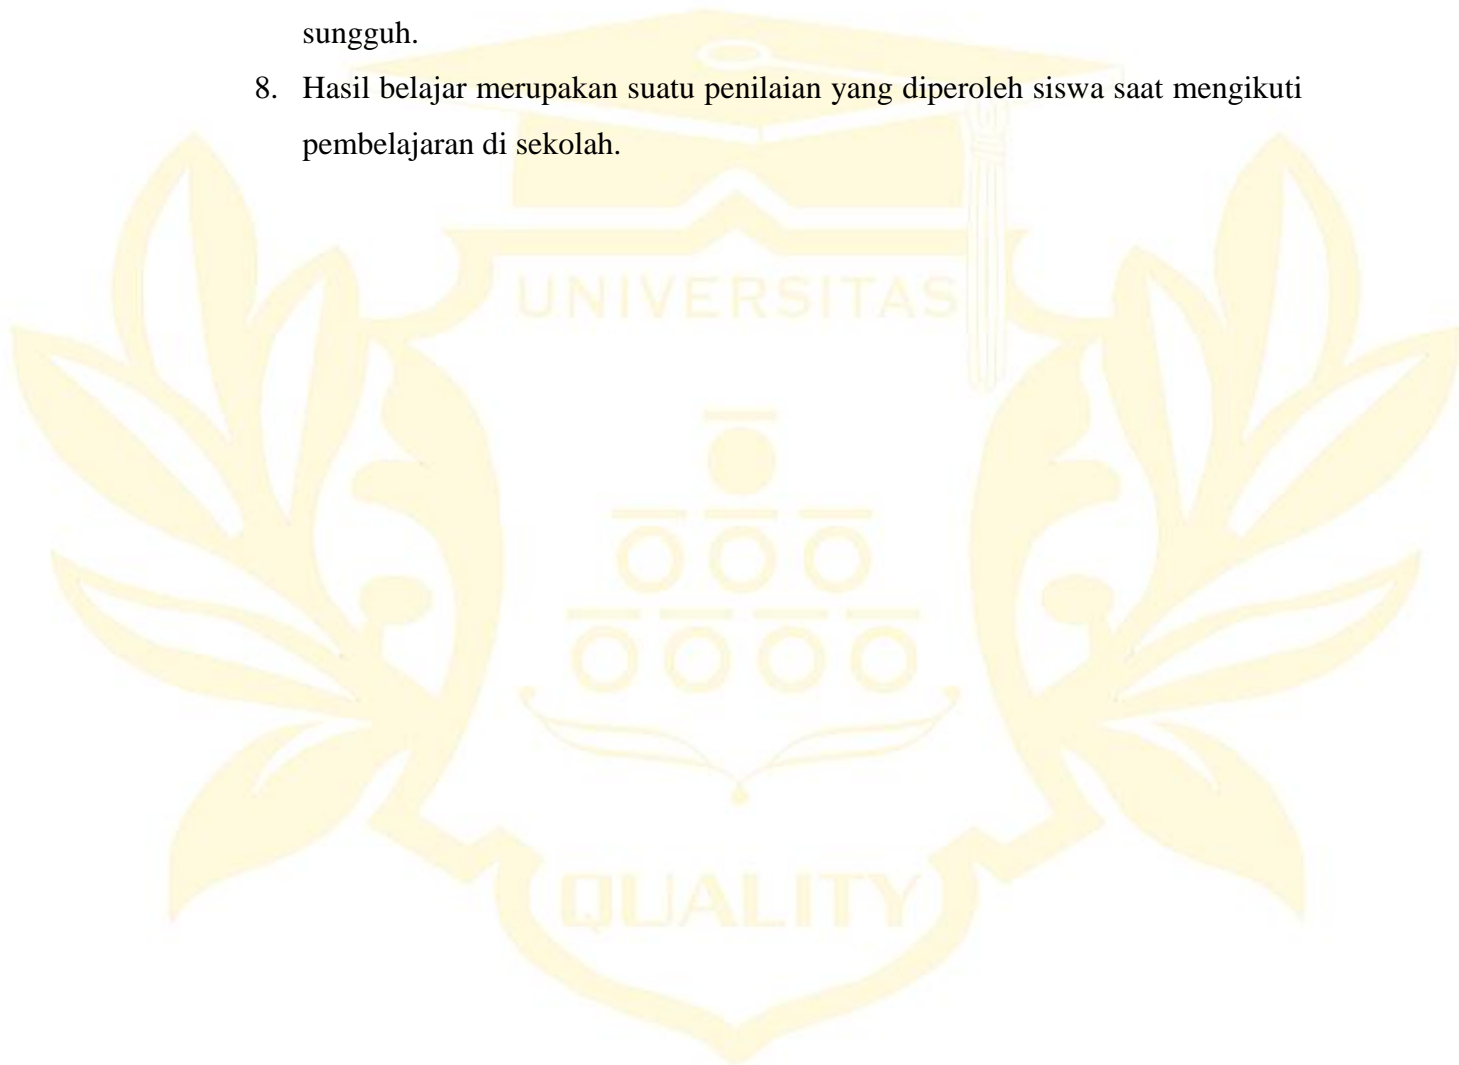 sungguh.
8. Hasil belajar merupakan suatu penilaian yang diperoleh siswa saat mengikuti
pembelajaran di sekolah.
UNIVERSITAS
QUALITY